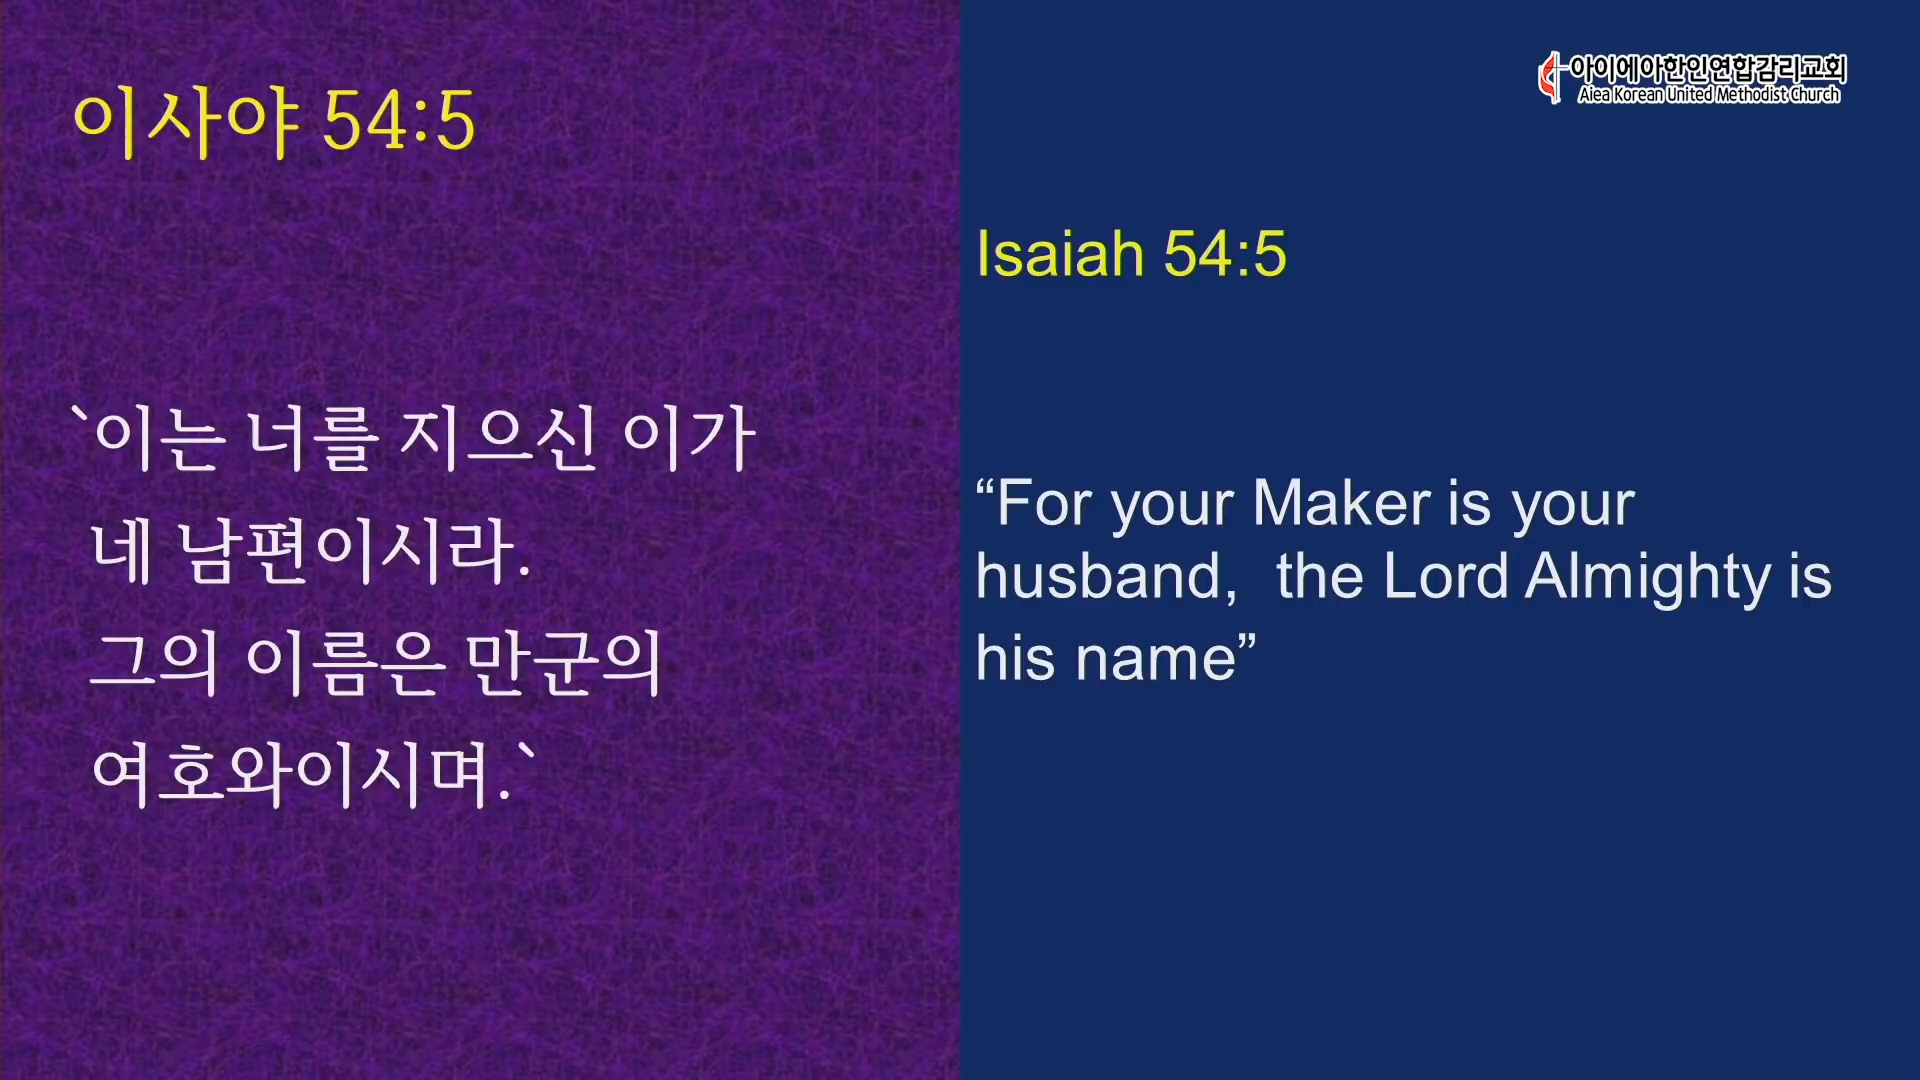 이사야 54:5
`이는 너를 지으신 이가
네 남편이시라.
그의 이름은 만군의
여호와이시며.`
아이에아한인연합감리교회
Aiea Korean United Methodist Church
Isaiah 54:5
“For your Maker is your
husband,  the Lord Almighty is
his name”